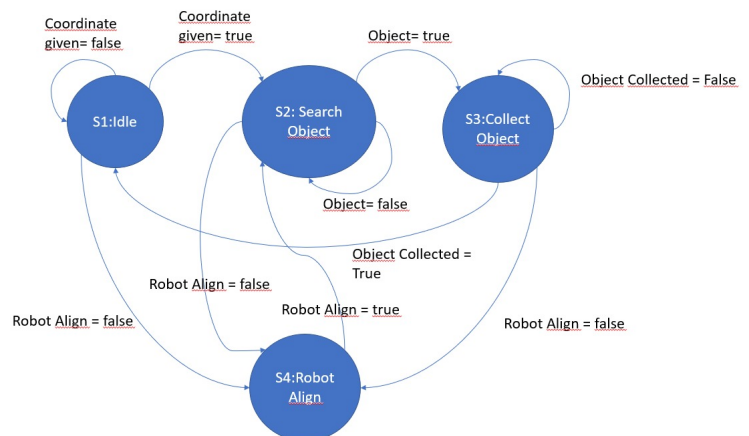 Coordinate
given= false
Coordinate
given= true
Object= true
Object Collected = False
S1:Idle
S2: Search
Object
S3:Collect
Object
Object= false
Object Collected =
True
Robot Align = false
Robot Align = true
Robot Align = false
Robot Align = false
S4:Robot
Align